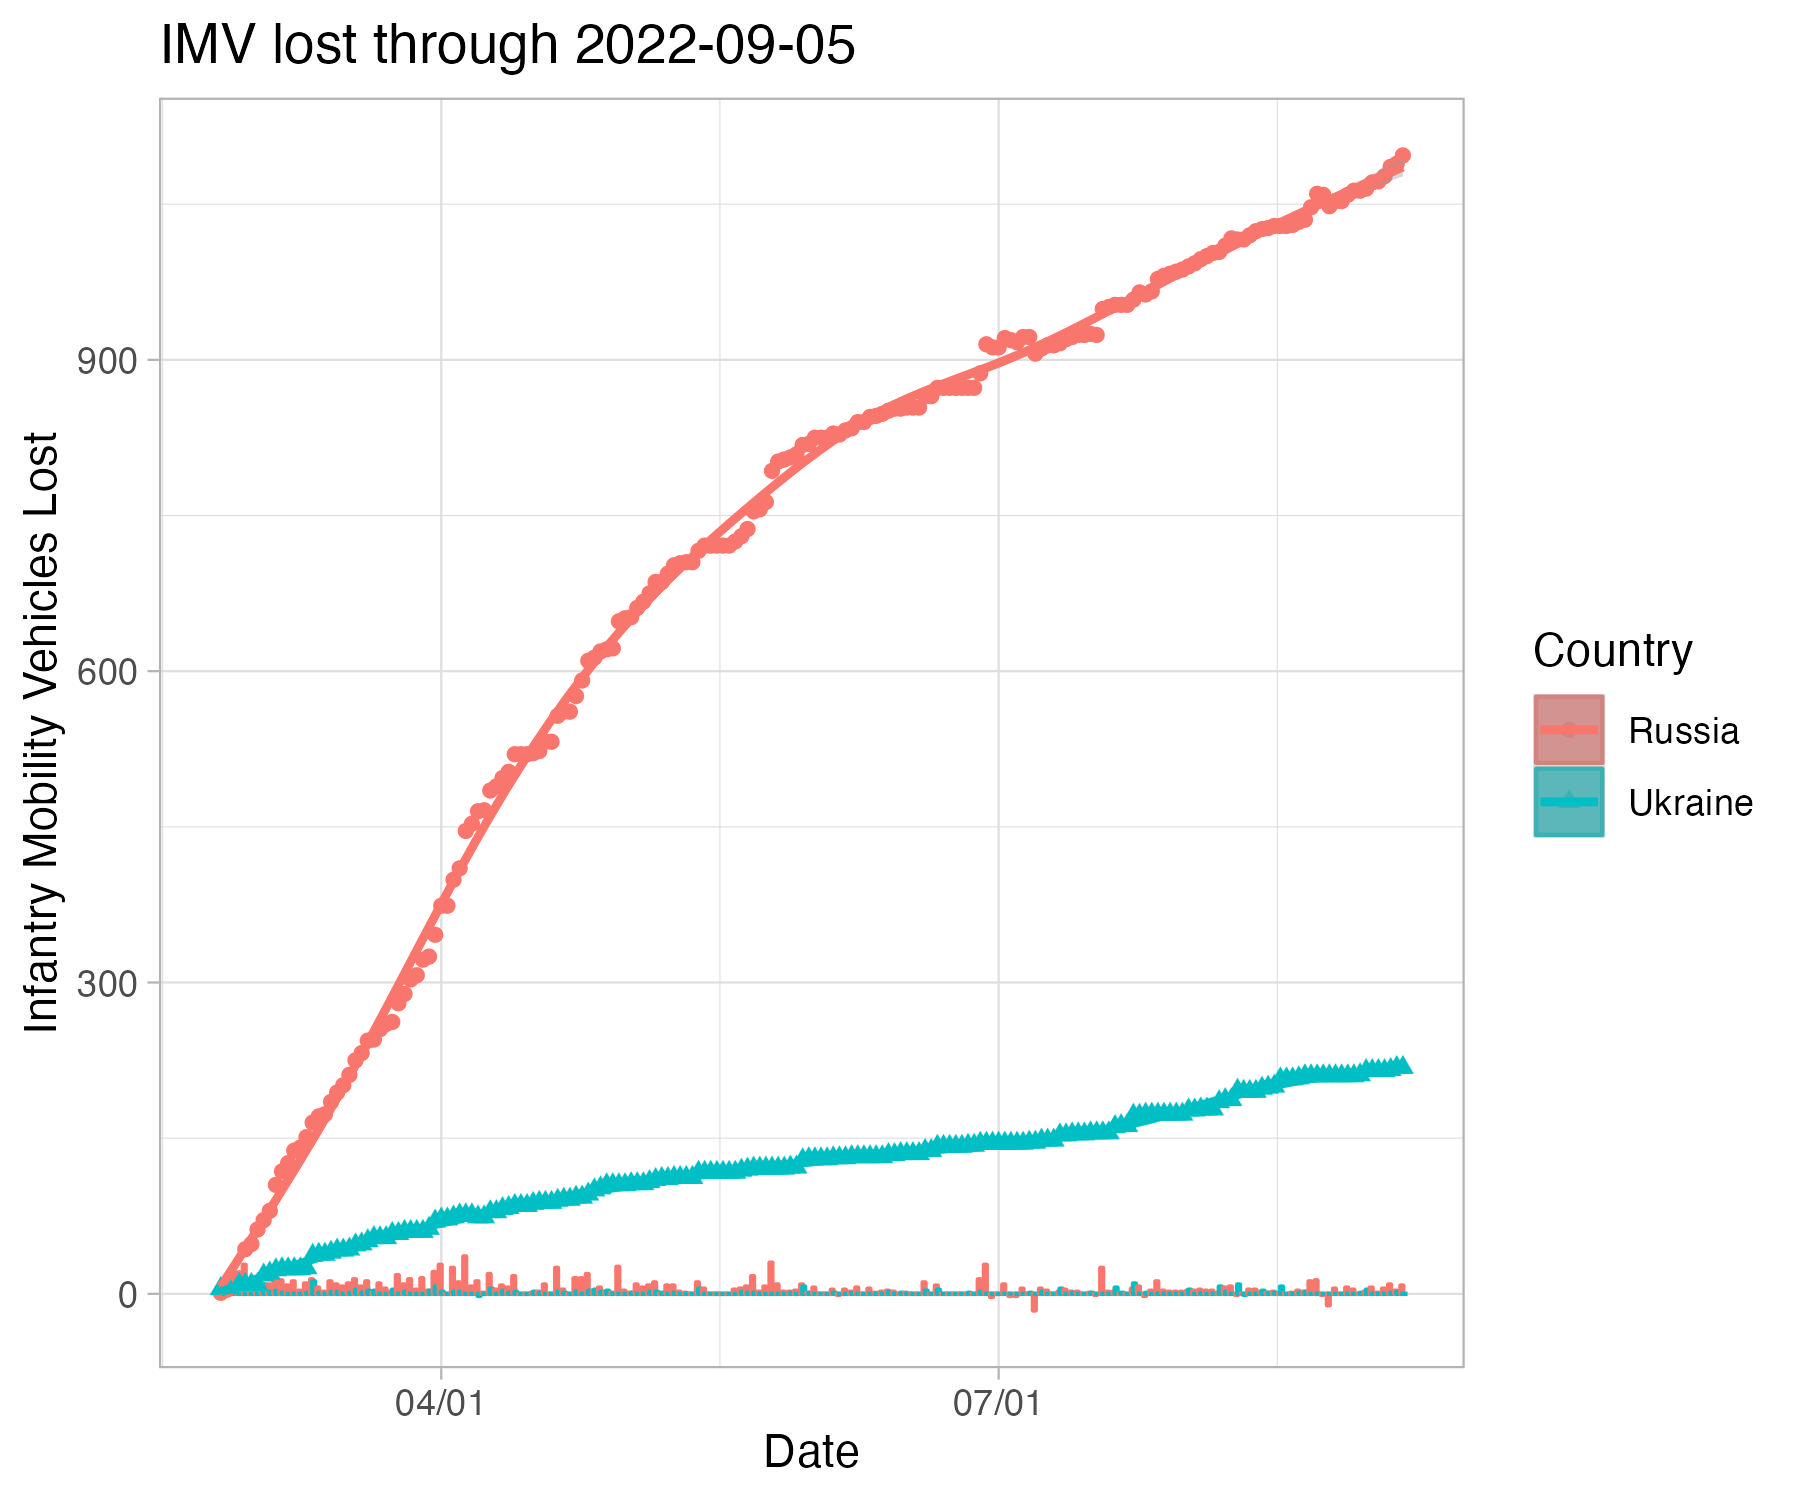 IMV lost through 2022-09-05
Infantry Mobility Vehicles Lost
900
600
300
0
04/01
07/01
Date
Country
Russia
Ukraine